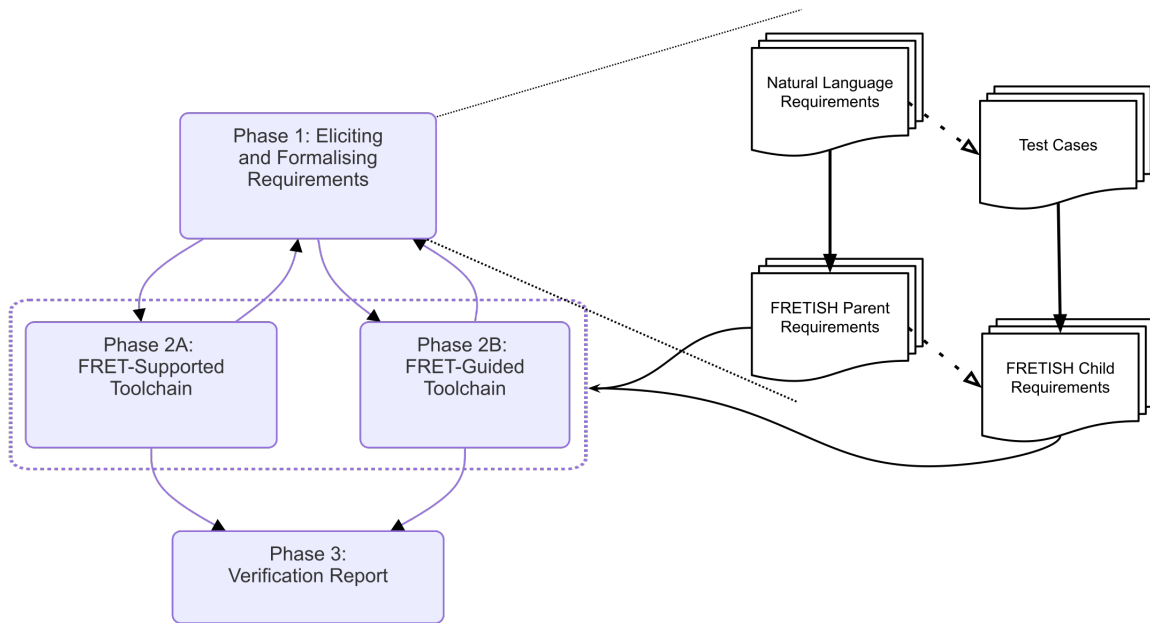 Phase 1: Eliciting
and Formalising
Requirements
Phase 2A:
FRET-Supported
Toolchain
Phase 2B:
FRET-Guided
Toolchain
Phase 3:
Verification Report
Natural Language
Requirements
Test Cases
FRETISH Parent
Requirements
FRETISH Child
Requirements